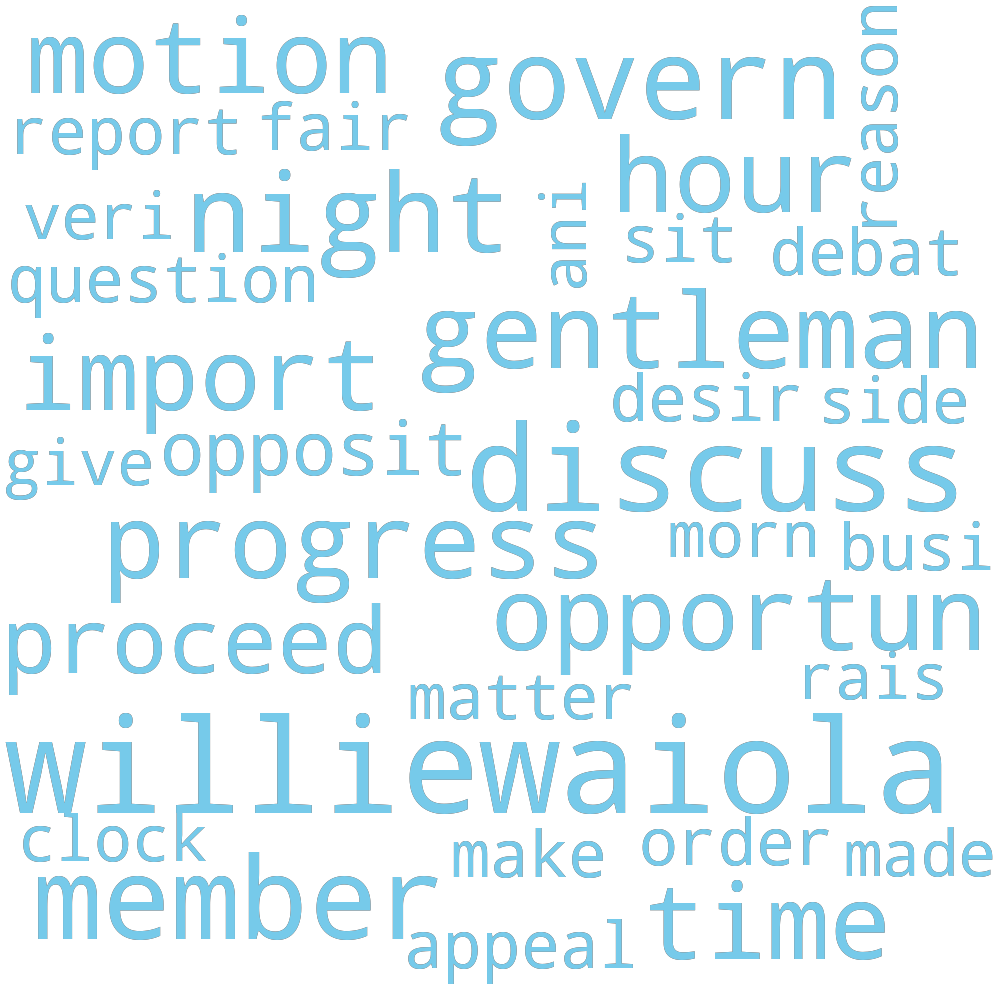 motion
govern
reason
report
fair
hour
veri
night
ani
sit
debat
question
gentleman
import
desir
side
give
opposit
discuss
progress
morn
busi
opportun
proceed
rais
matter
williewaiola
clock
make
order
made
member
time
appeal